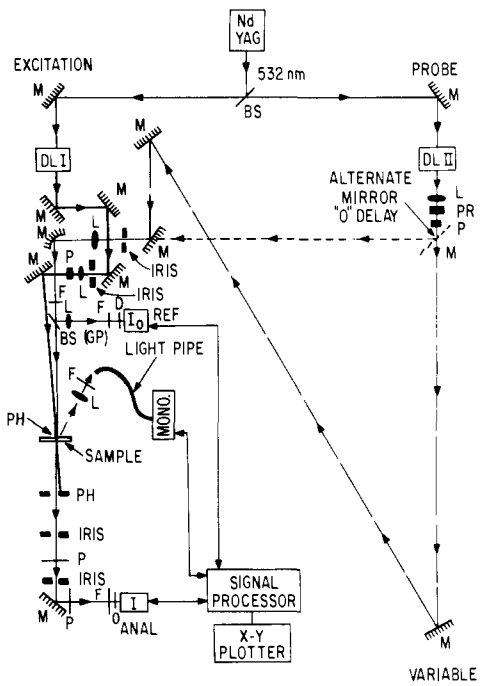 Nd
YAG
EXCITATION
532 nm
PROBE
M
BS
M
M
DL I
DL II
ALTERNATE
MIRROR
"O" DELAY
L
PR
P
M
M
M
L
M
M
IRIS
M
P
L
M
IRIS
F
L
F
D
I₀
REF
BS
(GP)
LIGHT PIPE
F
L
MONO.
PH
SAMPLE
PH
IRIS
P
IRIS
F
M
P
D
I
ANAL
SIGNAL
PROCESSOR
X-Y
PLOTTER
M
VARIABLE